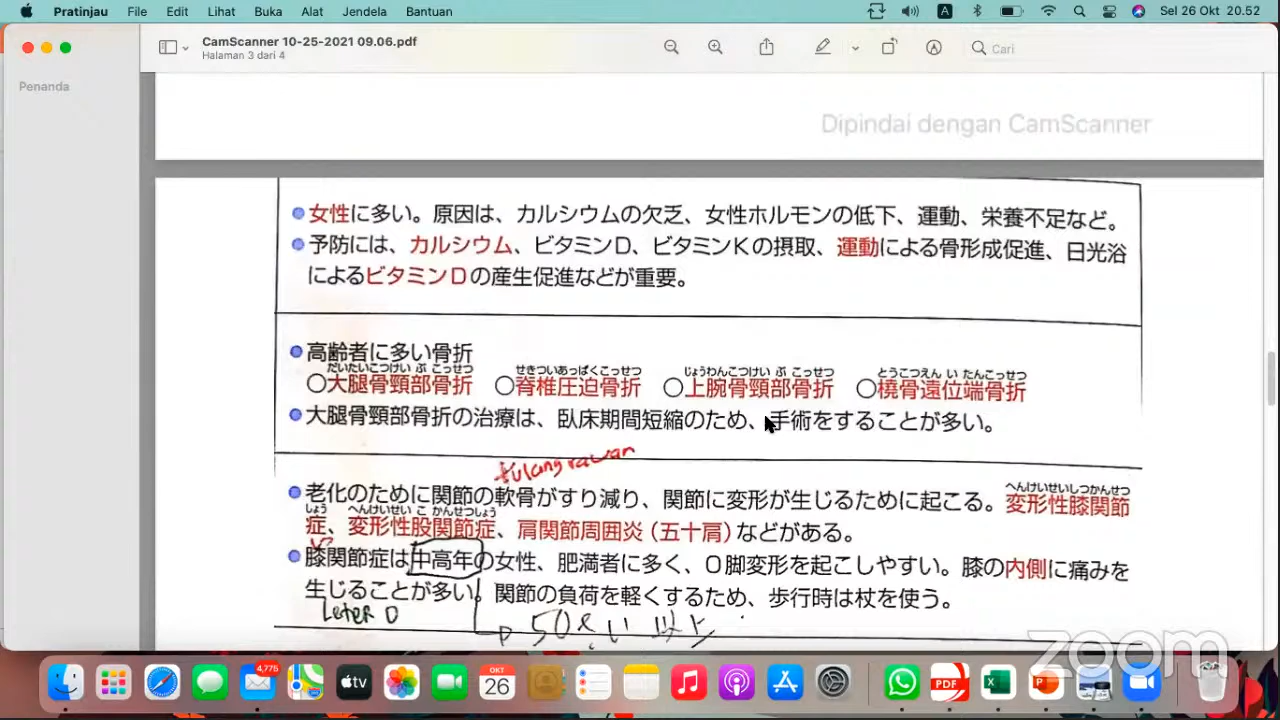 Pratinjau File Edit Lihat Buka Alat Jendela Bantuan A Sel 26 Okt 20.52
CamScanner 10-25-2021 09.06.pdf
Halaman 3 dari 4
Cari
Penanda
Dipindai dengan CamScanner
女性に多い。原因は、カルシウムの欠乏、女性ホルモンの低下、運動、栄養不足など。
予防には、カルシウム、ビタミンD、ビタミンKの摂取、運動による骨形成促進、日光浴
によるビタミンDの産生促進などが重要。
高齢者に多い骨折
だいたいこつけい ぶ こっせつ せきついあっぱくこっせつ じょうわんこつけい ぶ こっせつ とうこつえん い たんこっせつ
○大腿骨頸部骨折 ○脊椎圧迫骨折 ○上腕骨頸部骨折 ○橈骨遠位端骨折
大腿骨頸部骨折の治療は、臥床期間短縮のため、手術をすることが多い。
tulang rawan
老化のために関節の軟骨がすり減り、関節に変形が生じるために起こる。変形性膝関節
へんけいせいしつかんせつ
しょう へんけいせい こ かんせつしょう
症、変形性股関節症、肩関節周囲炎(五十肩)などがある。
膝関節症は中高年の女性、肥満者に多く、O脚変形を起こしやすい。膝の内側に痛みを
生じることが多い。関節の負荷を軽くするため、歩行時は杖を使う。
Leter O
50さい以上
zoom
4,775
tv
OKT
26
PDF